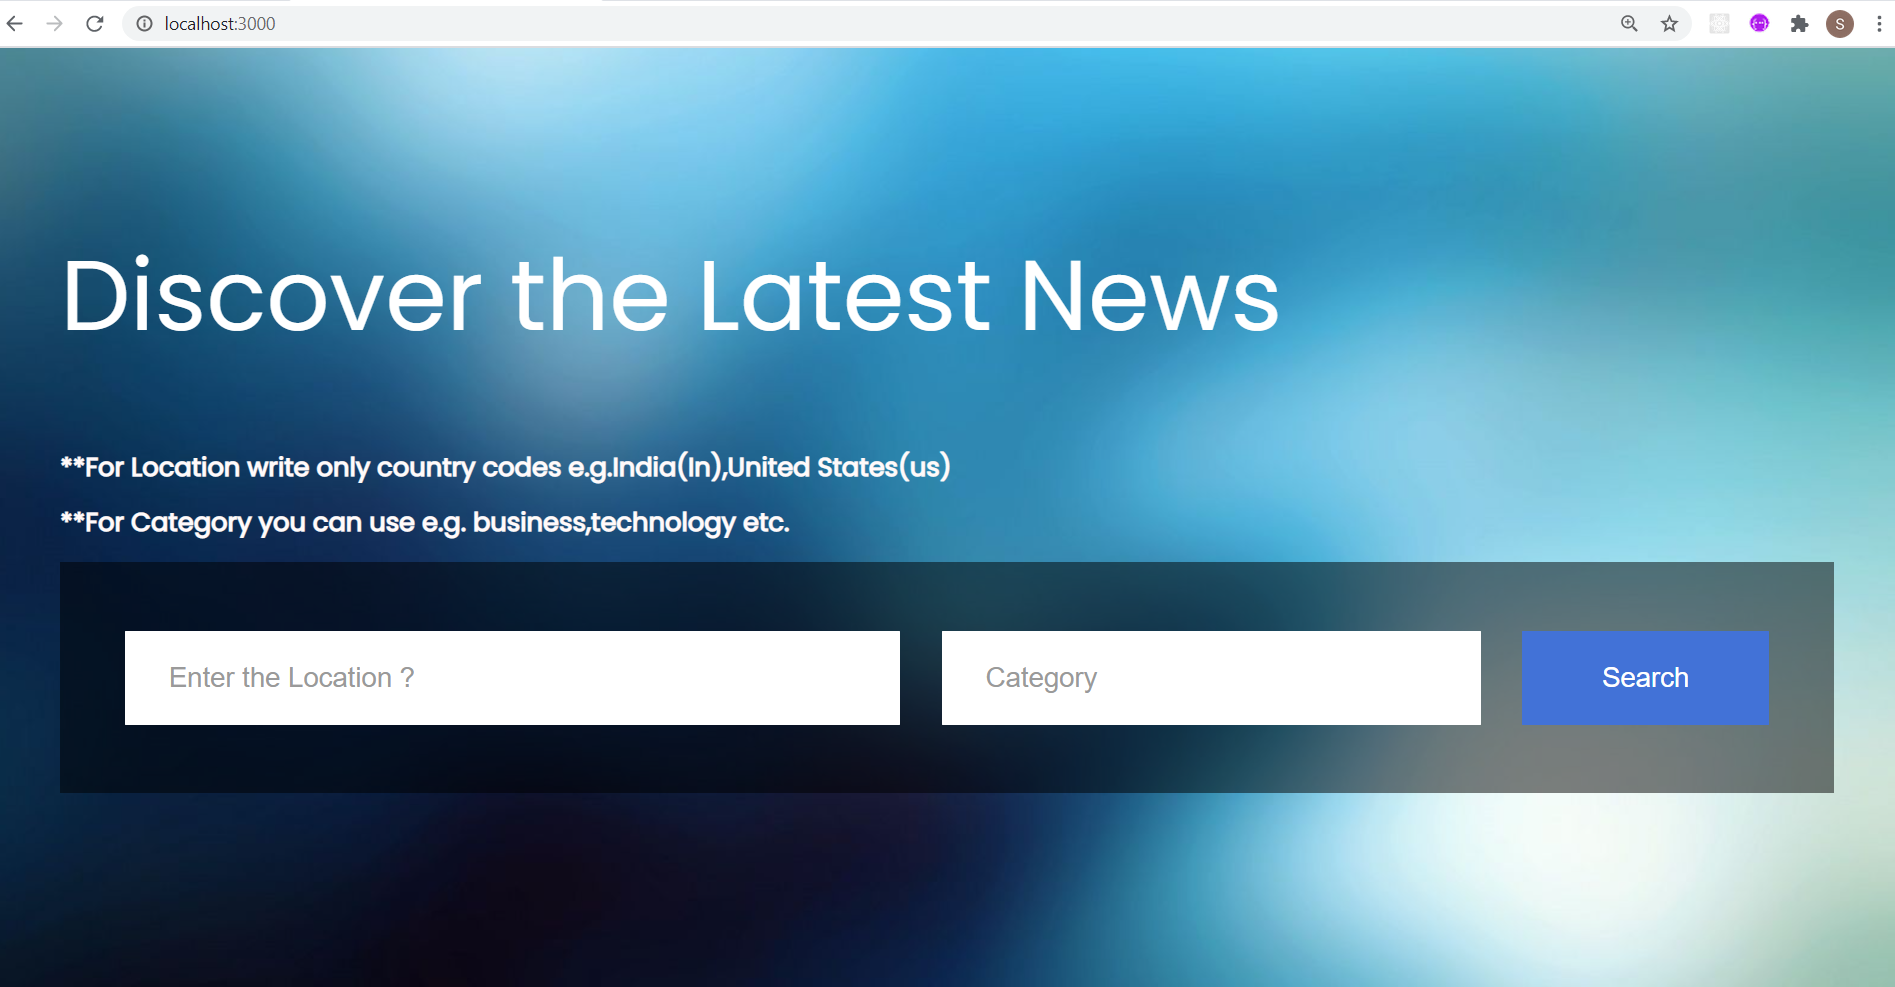 localhost:3000
S
Discover the Latest News
**For Location write only country codes e.g.India(In),United States(us)
**For Category you can use e.g. business,technology etc.
Enter the Location ? Category Search